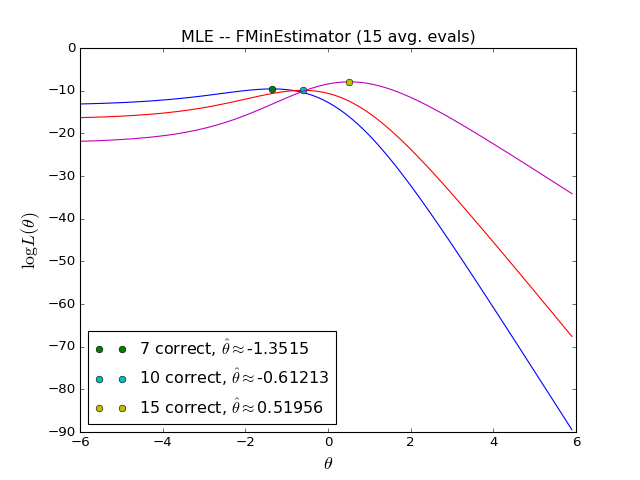 MLE -- FMinEstimator (15 avg. evals)
0
−10
−20
−30
−40
−50
−60
−70
−80
−90
log L(θ)
7 correct, θ̂≈-1.3515
10 correct, θ̂≈-0.61213
15 correct, θ̂≈0.51956
−6 −4 −2 0 2 4 6
θ